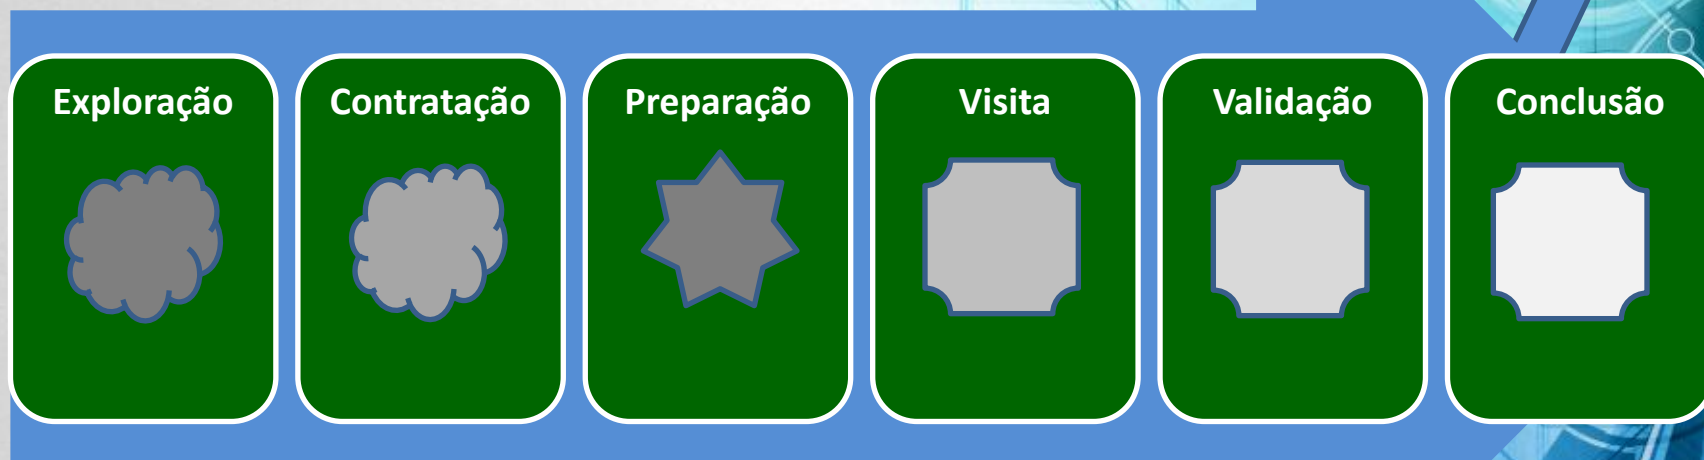 Exploração
Contratação
Preparação
Visita
Validação
Conclusão